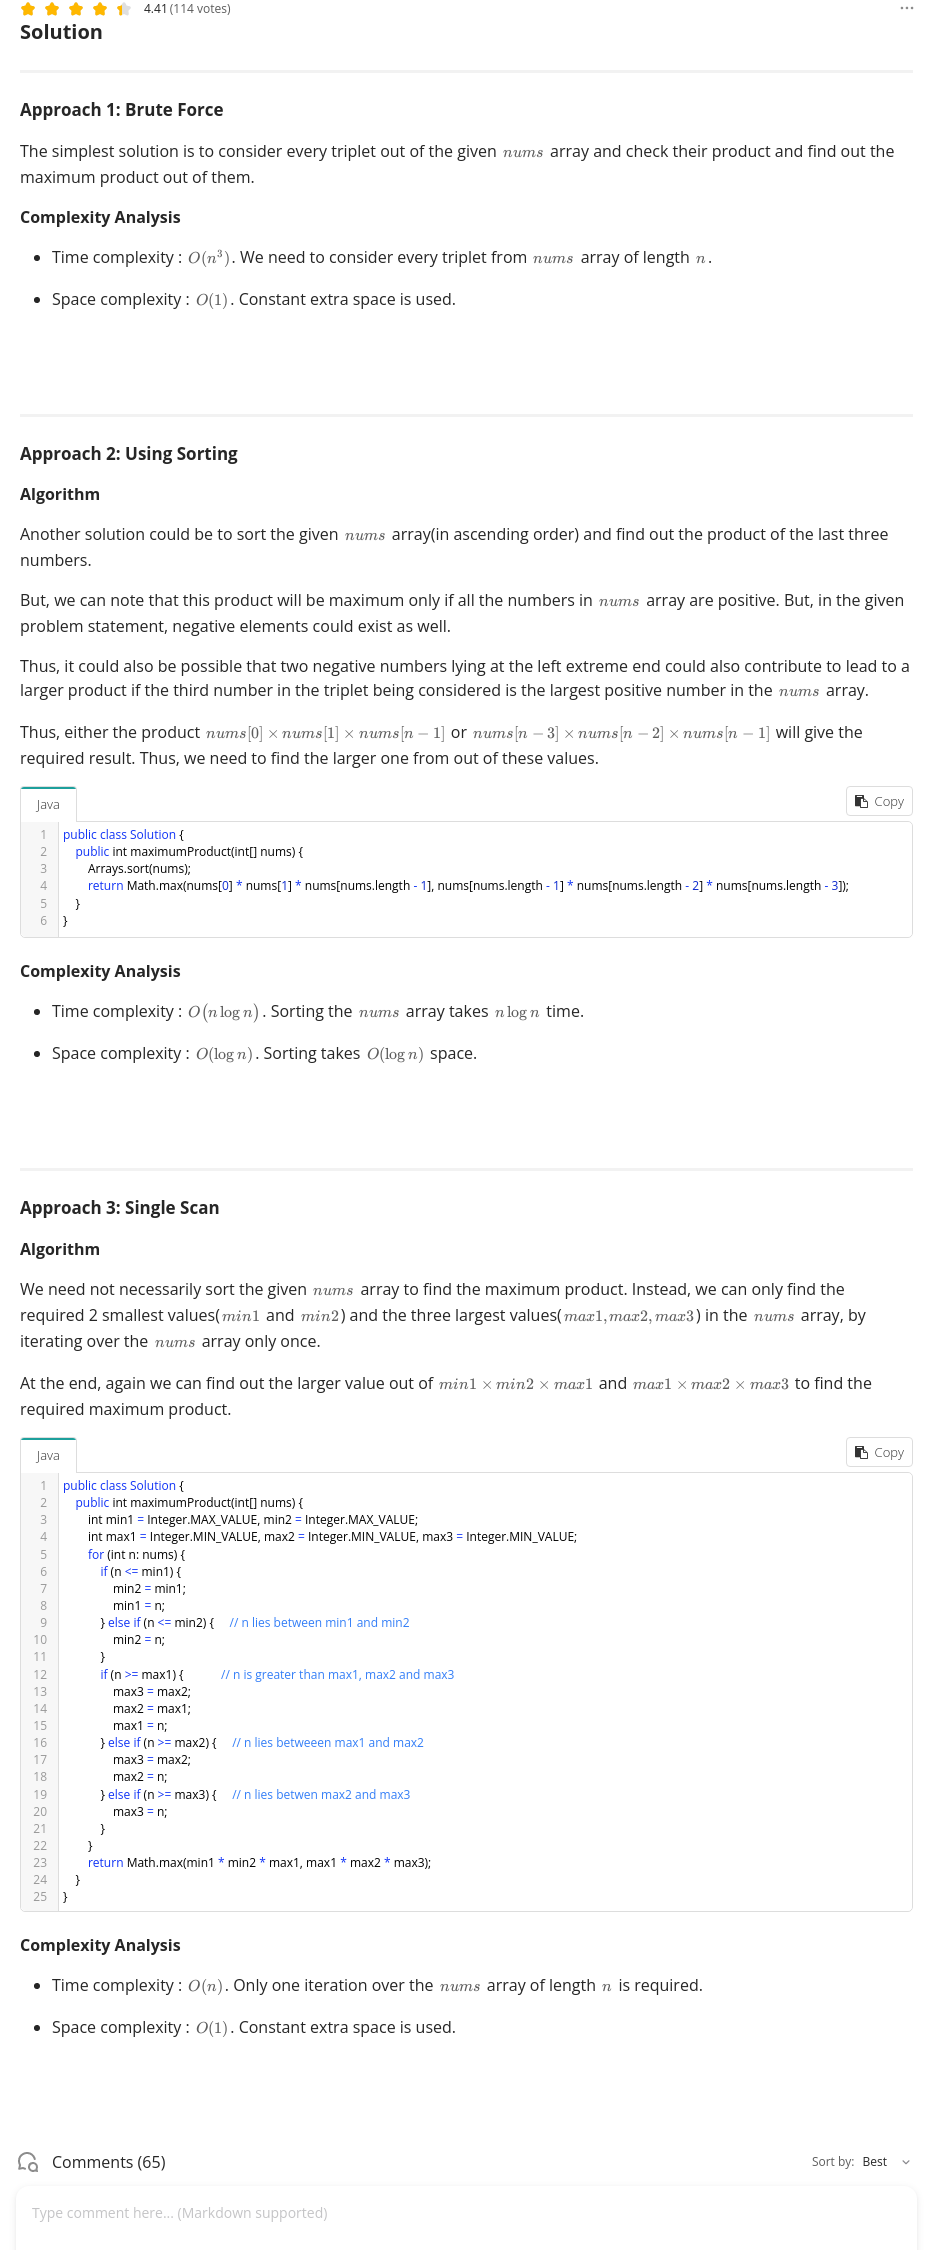 4.41 (114 votes)
Solution
Approach 1: Brute Force
The simplest solution is to consider every triplet out of the given nums array and check their product and find out the
maximum product out of them.
Complexity Analysis
• Time complexity : O(n³). We need to consider every triplet from nums array of length n.
• Space complexity : O(1). Constant extra space is used.
Approach 2: Using Sorting
Algorithm
Another solution could be to sort the given nums array(in ascending order) and find out the product of the last three
numbers.
But, we can note that this product will be maximum only if all the numbers in nums array are positive. But, in the given
problem statement, negative elements could exist as well.
Thus, it could also be possible that two negative numbers lying at the left extreme end could also contribute to lead to a
larger product if the third number in the triplet being considered is the largest positive number in the nums array.
Thus, either the product nums[0] × nums[1] × nums[n − 1] or nums[n − 3] × nums[n − 2] × nums[n − 1] will give the
required result. Thus, we need to find the larger one from out of these values.
Java Copy
1 public class Solution {
2 public int maximumProduct(int[] nums) {
3 Arrays.sort(nums);
4 return Math.max(nums[0] * nums[1] * nums[nums.length - 1], nums[nums.length - 1] * nums[nums.length - 2] * nums[nums.length - 3]);
5 }
6 }
Complexity Analysis
• Time complexity : O(n log n). Sorting the nums array takes n log n time.
• Space complexity : O(log n). Sorting takes O(log n) space.
Approach 3: Single Scan
Algorithm
We need not necessarily sort the given nums array to find the maximum product. Instead, we can only find the
required 2 smallest values(min1 and min2) and the three largest values(max1, max2, max3) in the nums array, by
iterating over the nums array only once.
At the end, again we can find out the larger value out of min1 × min2 × max1 and max1 × max2 × max3 to find the
required maximum product.
Java Copy
1 public class Solution {
2 public int maximumProduct(int[] nums) {
3 int min1 = Integer.MAX_VALUE, min2 = Integer.MAX_VALUE;
4 int max1 = Integer.MIN_VALUE, max2 = Integer.MIN_VALUE, max3 = Integer.MIN_VALUE;
5 for (int n: nums) {
6 if (n <= min1) {
7 min2 = min1;
8 min1 = n;
9 } else if (n <= min2) { // n lies between min1 and min2
10 min2 = n;
11 }
12 if (n >= max1) { // n is greater than max1, max2 and max3
13 max3 = max2;
14 max2 = max1;
15 max1 = n;
16 } else if (n >= max2) { // n lies betweeen max1 and max2
17 max3 = max2;
18 max2 = n;
19 } else if (n >= max3) { // n lies betwen max2 and max3
20 max3 = n;
21 }
22 }
23 return Math.max(min1 * min2 * max1, max1 * max2 * max3);
24 }
25 }
Complexity Analysis
• Time complexity : O(n). Only one iteration over the nums array of length n is required.
• Space complexity : O(1). Constant extra space is used.
Comments (65) Sort by: Best
Type comment here... (Markdown supported)